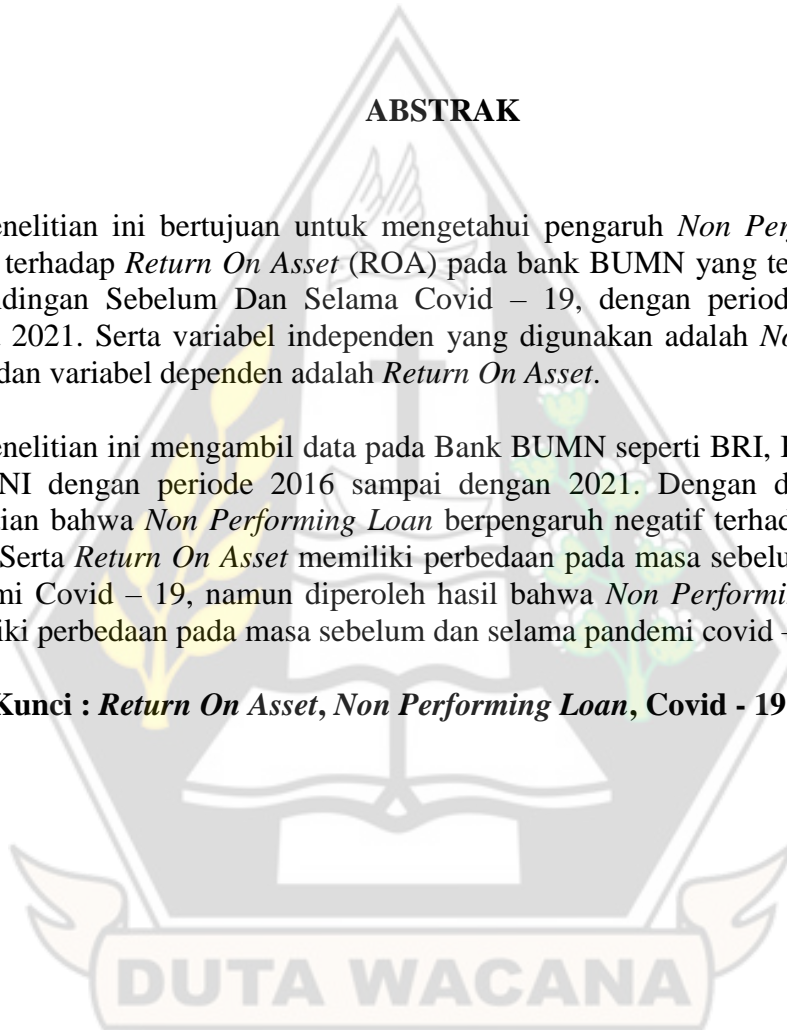 ABSTRAK
enelitian ini bertujuan untuk mengetahui pengaruh Non Per
terhadap Return On Asset (ROA) pada bank BUMN yang te
ndingan Sebelum Dan Selama Covid – 19, dengan period
2021. Serta variabel independen yang digunakan adalah No
dan variabel dependen adalah Return On Asset.
enelitian ini mengambil data pada Bank BUMN seperti BRI,
NI dengan periode 2016 sampai dengan 2021. Dengan d
ian bahwa Non Performing Loan berpengaruh negatif terhad
Serta Return On Asset memiliki perbedaan pada masa sebelu
mi Covid – 19, namun diperoleh hasil bahwa Non Performi
iki perbedaan pada masa sebelum dan selama pandemi covid –
Kunci : Return On Asset, Non Performing Loan, Covid - 19
DUTA WACANA